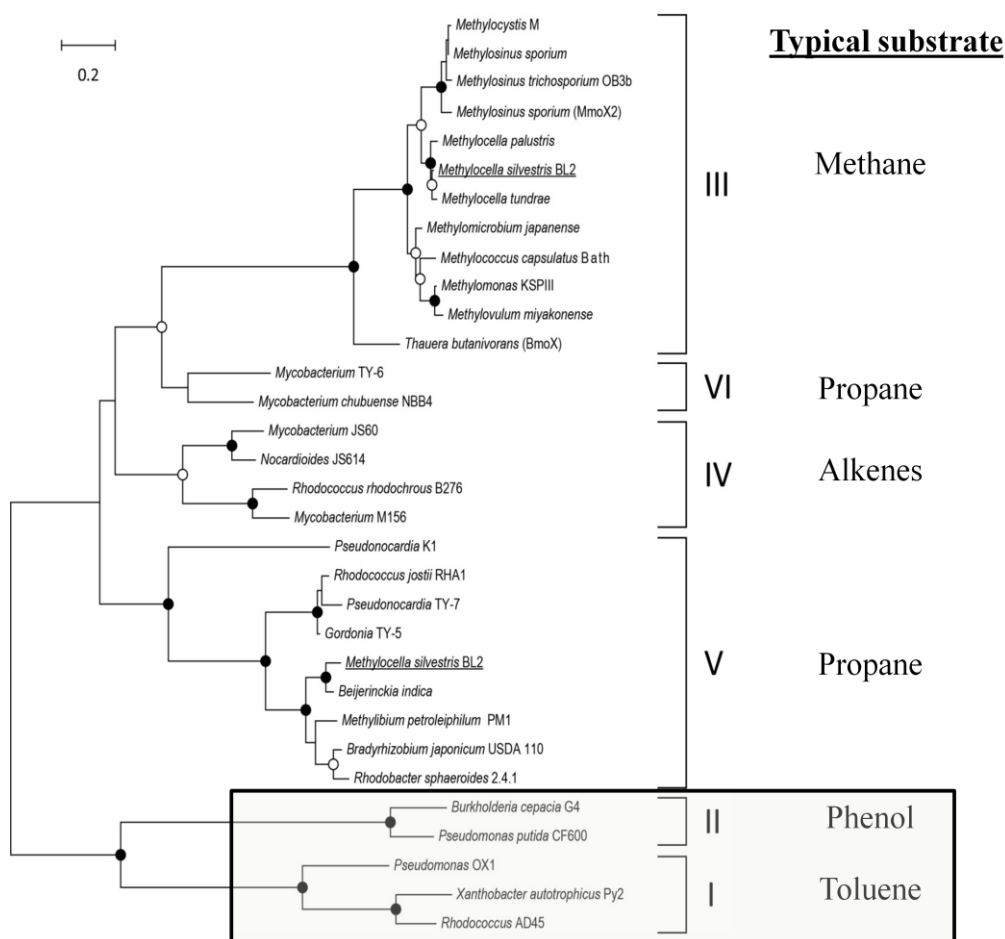 Typical substrate
0.2
Methylocystis M
Methylosinus sporium
Methylosinus trichosporium OB3b
Methylosinus sporium (MmoX2)
Methylocella palustris
Methylocella silvestris BL2
Methylocella tundrae
Methylomicrobium japanense
Methylococcus capsulatus Bath
Methylomonas KSPIII
Methylovulum miyakonense
Thauera butanivorans (BmoX)
III
Methane
Mycobacterium TY-6
Mycobacterium chubuense NBB4
VI
Propane
Mycobacterium JS60
Nocardioides JS614
Rhodococcus rhodochrous B276
Mycobacterium M156
IV
Alkenes
Pseudonocardia K1
Rhodococcus jostii RHA1
Pseudonocardia TY-7
Gordonia TY-5
Methylocella silvestris BL2
Beijerinckia indica
Methylibium petroleiphilum PM1
Bradyrhizobium japonicum USDA 110
Rhodobacter sphaeroides 2.4.1
V
Propane
Burkholderia cepacia G4
Pseudomonas putida CF600
II
Phenol
Pseudomonas OX1
Xanthobacter autotrophicus Py2
Rhodococcus AD45
I
Toluene